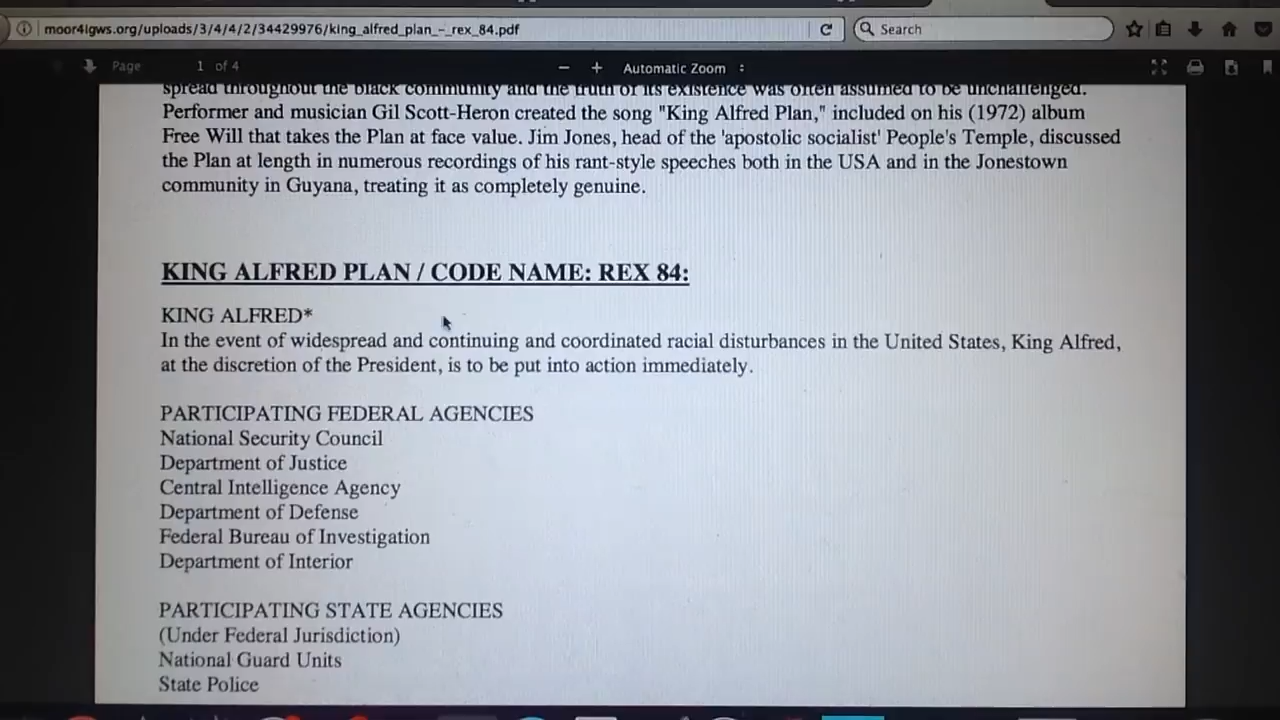 moor4igws.org/uploads/3/4/4/2/34429976/king_alfred_plan_-_rex_84.pdf
Search
Page 1 of 4
Automatic Zoom
spread throughout the black community and the truth of its existence was often assumed to be unchallenged.
Performer and musician Gil Scott-Heron created the song "King Alfred Plan," included on his (1972) album
Free Will that takes the Plan at face value. Jim Jones, head of the 'apostolic socialist' People's Temple, discussed
the Plan at length in numerous recordings of his rant-style speeches both in the USA and in the Jonestown
community in Guyana, treating it as completely genuine.
KING ALFRED PLAN / CODE NAME: REX 84:
KING ALFRED*
In the event of widespread and continuing and coordinated racial disturbances in the United States, King Alfred,
at the discretion of the President, is to be put into action immediately.
PARTICIPATING FEDERAL AGENCIES
National Security Council
Department of Justice
Central Intelligence Agency
Department of Defense
Federal Bureau of Investigation
Department of Interior
PARTICIPATING STATE AGENCIES
(Under Federal Jurisdiction)
National Guard Units
State Police